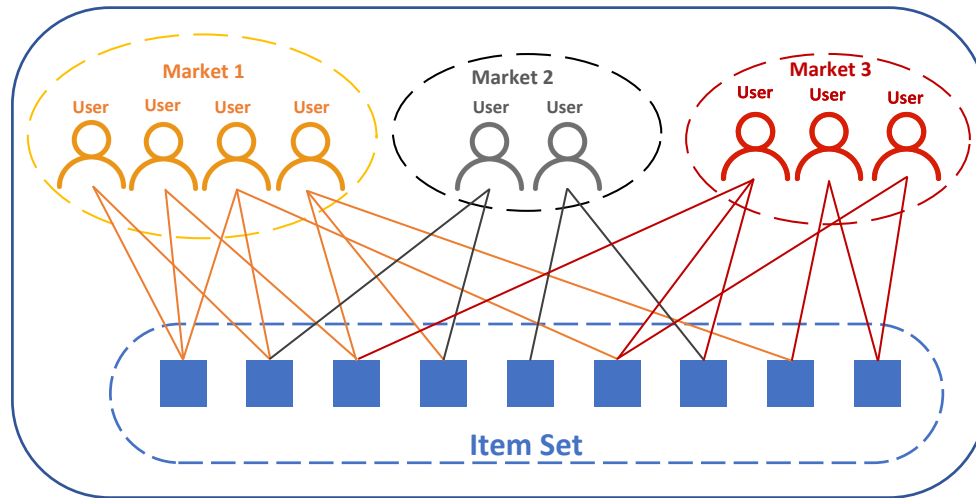 Market 1
User User User User
Market 2
User User
Market 3
User User User
Item Set